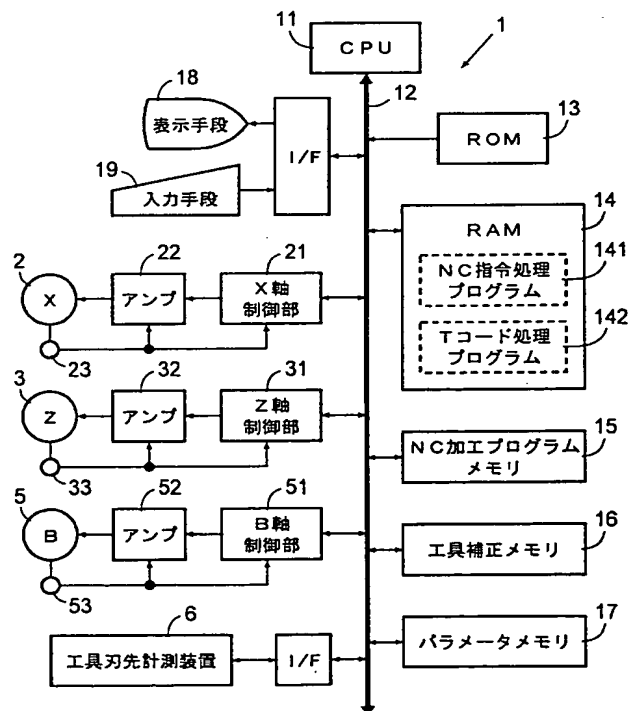 11
CPU
1
18
12
表示手段
I/F
ROM
13
19
入力手段
14
RAM
NC指令処理
プログラム
141
Tコード処理
プログラム
142
2
22
21
X
アンプ
X軸
制御部
23
3
32
31
Z
アンプ
Z軸
制御部
33
NC加工プログラム
メモリ
15
5
52
51
B
アンプ
B軸
制御部
53
工具補正メモリ
16
6
工具刃先計測装置
I/F
パラメータメモリ
17